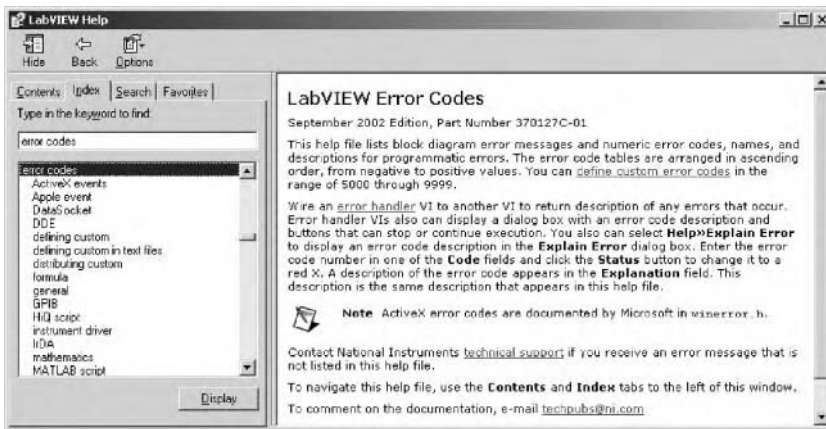 LabVIEW Help
Hide Back Options
Contents Index Search Favorites
Type in the keyword to find:
error codes
error codes
ActiveX events
Apple event
DataSocket
DDE
defining custom
defining custom in text files
distributing custom
formula
general
GPIB
HiQ script
instrument driver
IrDA
mathematics
MATLAB script
Display
LabVIEW Error Codes
September 2002 Edition, Part Number 370127C-01
This help file lists block diagram error messages and numeric error codes, names, and
descriptions for programmatic errors. The error code tables are arranged in ascending
order, from negative to positive values. You can define custom error codes in the
range of 5000 through 9999.
Wire an error handler VI to another VI to return description of any errors that occur.
Error handler VIs also can display a dialog box with an error code description and
buttons that can stop or continue execution. You also can select Help»Explain Error
to display an error code description in the Explain Error dialog box. Enter the error
code number in one of the Code fields and click the Status button to change it to a
red X. A description of the error code appears in the Explanation field. This
description is the same description that appears in this help file.
Note ActiveX error codes are documented by Microsoft in winerror.h.
Contact National Instruments technical support if you receive an error message that is
not listed in this help file.
To navigate this help file, use the Contents and Index tabs to the left of this window.
To comment on the documentation, e-mail techpubs@ni.com